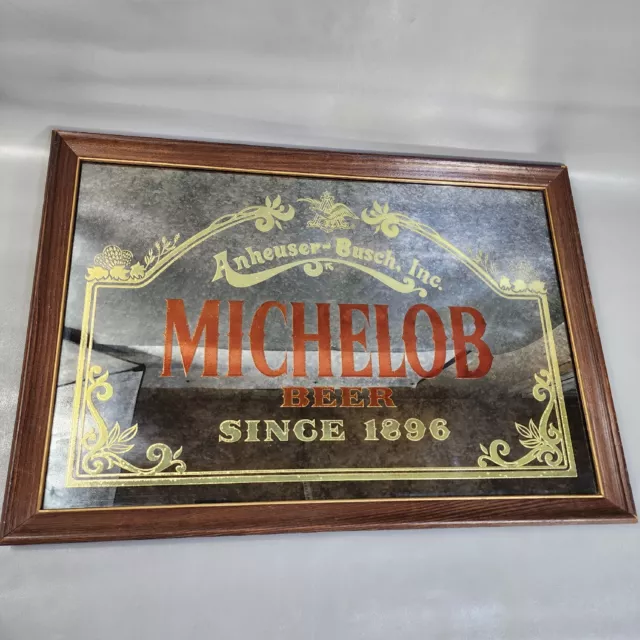 Anheuser-Busch, Inc.
MICHELOB
BEER
SINCE 1896